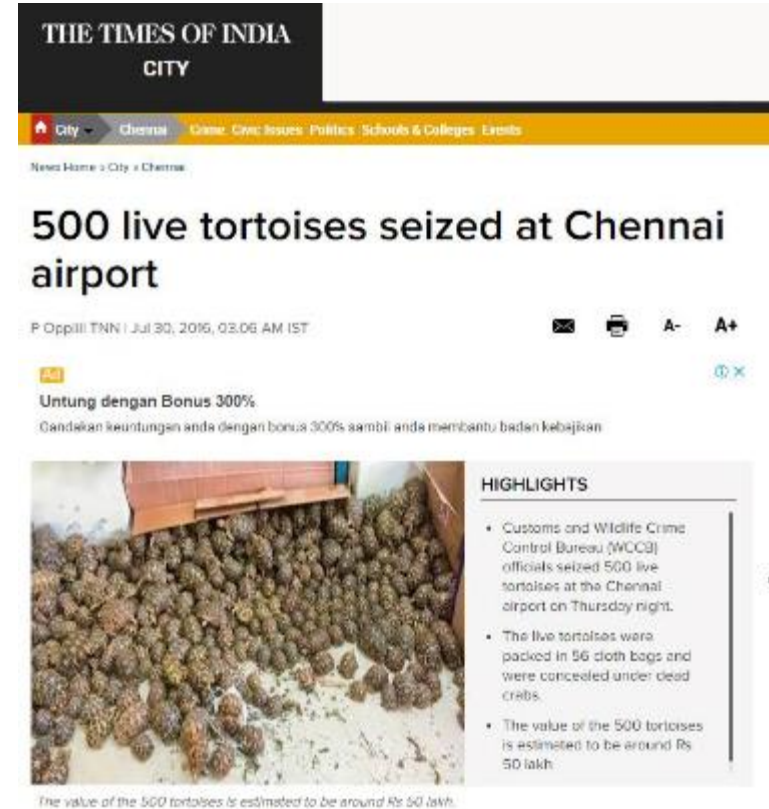 THE TIMES OF INDIA
CITY
City
Chennai
Crime Civic Issues Politics Schools & Colleges Events
News Home » City » Chennai
500 live tortoises seized at Chennai
airport
P Oppili TNN | Jul 30, 2016, 03.06 AM IST
A- A+
Ad
Untung dengan Bonus 300%
Gandakan keuntungan anda dengan bonus 300% sambil anda membantu badan kebajikan
HIGHLIGHTS
• Customs and Wildlife Crime
Control Bureau (WCCB)
officials seized 500 live
tortoises at the Chennai
airport on Thursday night.
• The live tortoises were
packed in 56 cloth bags and
were concealed under dead
crabs.
• The value of the 500 tortoises
is estimated to be around Rs
50 lakh
The value of the 500 tortoises is estimated to be around Rs 50 lakh.